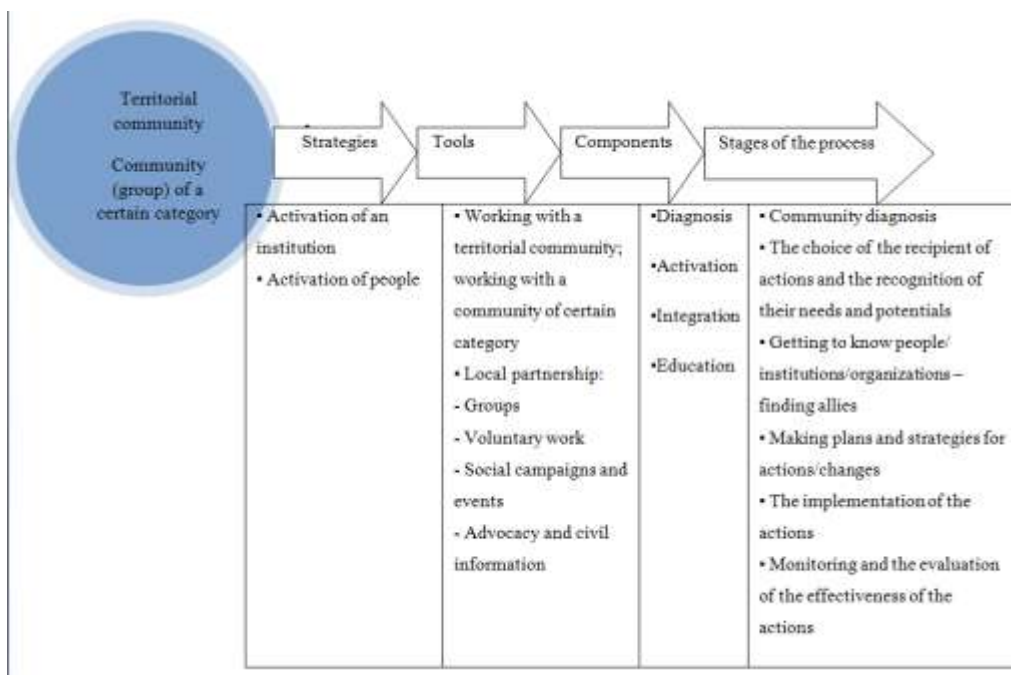 Territorial
community
Community
(group) of a
certain category
Strategies
Tools
Components
Stages of the process
▪ Activation of an
institution
▪ Activation of people
▪ Working with a
territorial community;
working with a
community of certain
category
▪ Local partnership:
- Groups
- Voluntary work
- Social campaigns and
events
- Advocacy and civil
information
▪Diagnosis
▪Activation
▪Integration
▪Education
▪ Community diagnosis
▪ The choice of the recipient of
actions and the recognition of
their needs and potentials
▪ Getting to know people/
institutions/organizations –
finding allies
▪ Making plans and strategies for
actions/changes
▪ The implementation of the
actions
▪ Monitoring and the evaluation
of the effectiveness of the
actions